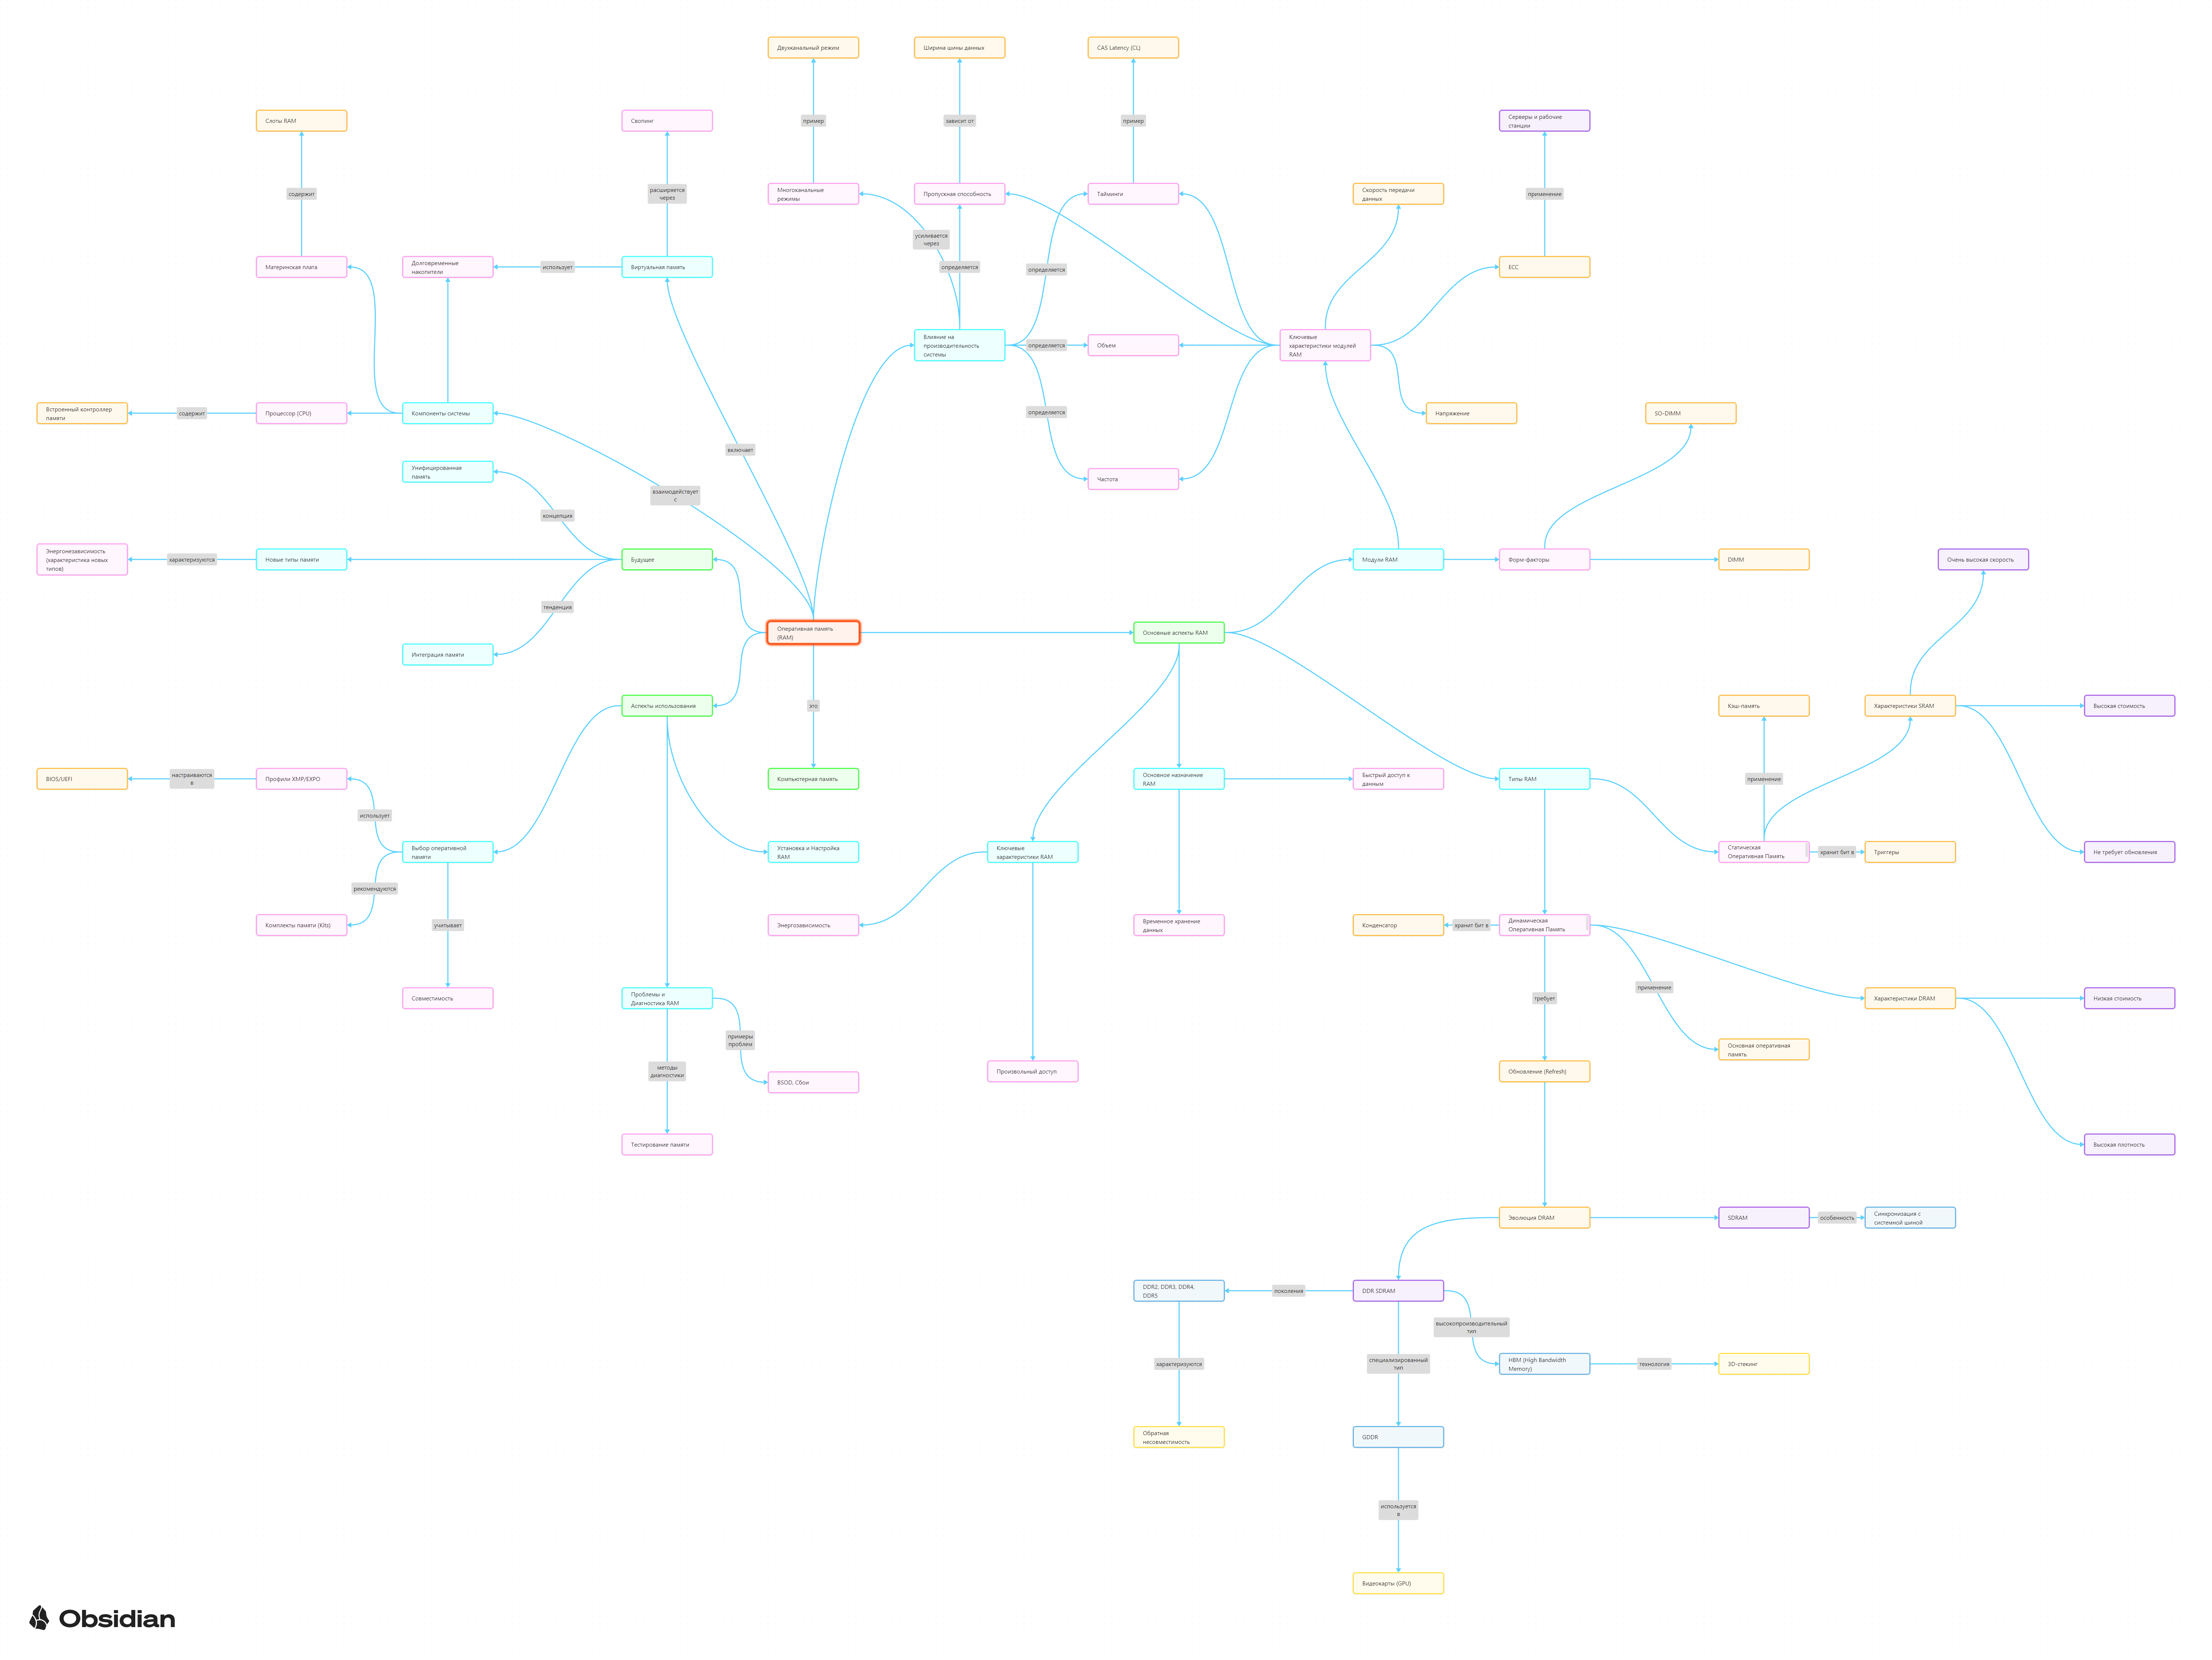 Двухканальный режим
Ширина шины данных
CAS Latency (CL)
Слоты RAM
Свопинг
пример
зависит от
пример
Серверы и рабочие
станции
содержит
расширяется
через
Многоканальные
режимы
Пропускная способность
Тайминги
Скорость передачи
данных
применение
усиливается
через
Материнская плата
Долговременные
накопители
использует
Виртуальная память
определяется
определяется
ECC
Влияние на
производительность
системы
определяется
Объем
Ключевые
характеристики модулей
RAM
Встроенный контроллер
памяти
содержит
Процессор (CPU)
Компоненты системы
определяется
Напряжение
SO-DIMM
включает
Унифицированная
память
Частота
взаимодействует
с
концепция
Энергонезависимость
(характеристика новых
типов)
характеризуются
Новые типы памяти
Будущее
Модули RAM
Форм-факторы
DIMM
Очень высокая скорость
тенденция
Оперативная память
(RAM)
Основные аспекты RAM
Интеграция памяти
Аспекты использования
это
Кэш-память
Характеристики SRAM
Высокая стоимость
BIOS/UEFI
настраиваются
в
Профили XMP/EXPO
Компьютерная память
Основное назначение
RAM
Быстрый доступ к
данным
Типы RAM
применение
использует
Выбор оперативной
памяти
Установка и Настройка
RAM
Ключевые
характеристики RAM
Статическая
Оперативная Память
хранит бит в
Триггеры
Не требует обновления
рекомендуются
Комплекты памяти (Kits)
учитывает
Энергозависимость
Временное хранение
данных
Конденсатор
хранит бит в
Динамическая
Оперативная Память
применение
Совместимость
Проблемы и
Диагностика RAM
требует
Характеристики DRAM
Низкая стоимость
примеры
проблем
Основная оперативная
память
методы
диагностики
BSOD, Сбои
Произвольный доступ
Обновление (Refresh)
Тестирование памяти
Высокая плотность
Эволюция DRAM
SDRAM
особенность
Синхронизация с
системной шиной
DDR2, DDR3, DDR4,
DDR5
поколения
DDR SDRAM
высокопроизводительный
тип
характеризуются
специализированный
тип
HBM (High Bandwidth
Memory)
технология
3D-стекинг
Обратная
несовместимость
GDDR
используется
в
Видеокарты (GPU)
Obsidian